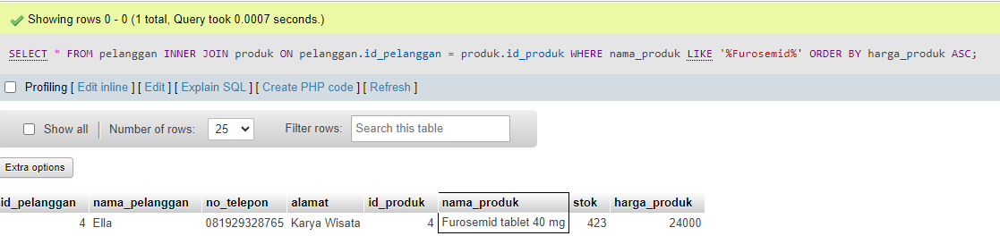 Showing rows 0 - 0 (1 total, Query took 0.0007 seconds.)
SELECT * FROM pelanggan INNER JOIN produk ON pelanggan.id_pelanggan = produk.id_produk WHERE nama_produk LIKE '%Furosemid%' ORDER BY harga_produk ASC;
Profiling [ Edit inline ] [ Edit ] [ Explain SQL ] [ Create PHP code ] [ Refresh ]
Show all Number of rows: 25 Filter rows: Search this table
Extra options
id_pelanggan nama_pelanggan no_telepon alamat id_produk nama_produk stok harga_produk
4 Ella 081929328765 Karya Wisata 4 Furosemid tablet 40 mg 423 24000